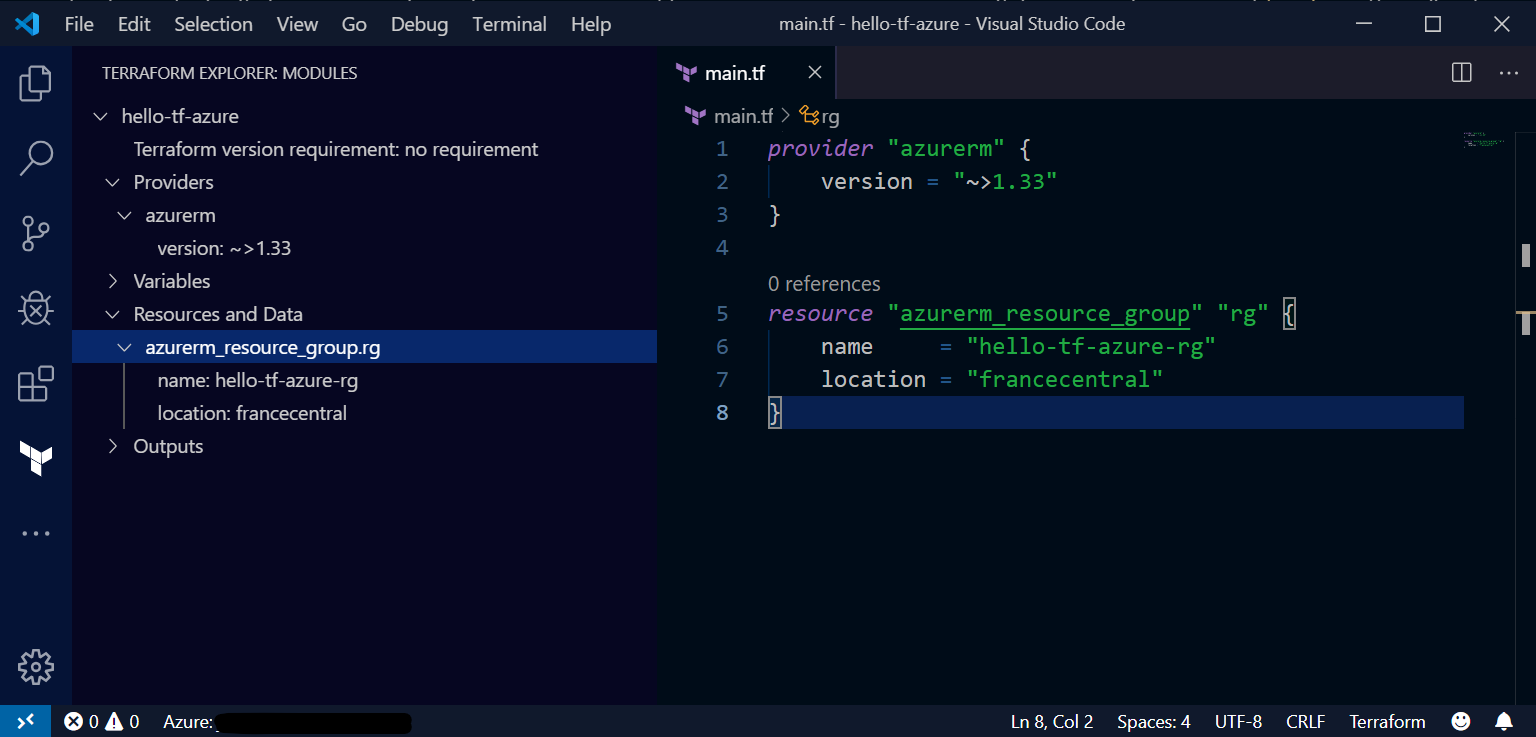 File Edit Selection View Go Debug Terminal Help main.tf - hello-tf-azure - Visual Studio Code
TERRAFORM EXPLORER: MODULES
hello-tf-azure
Terraform version requirement: no requirement
Providers
azurerm
version: ~>1.33
Variables
Resources and Data
azurerm_resource_group.rg
name: hello-tf-azure-rg
location: francecentral
Outputs
main.tf
main.tf > rg
1 provider "azurerm" {
2     version = "~>1.33"
3 }
4
0 references
5 resource "azurerm_resource_group" "rg" {
6     name     = "hello-tf-azure-rg"
7     location = "francecentral"
8 }
0 0 Azure: Ln 8, Col 2 Spaces: 4 UTF-8 CRLF Terraform